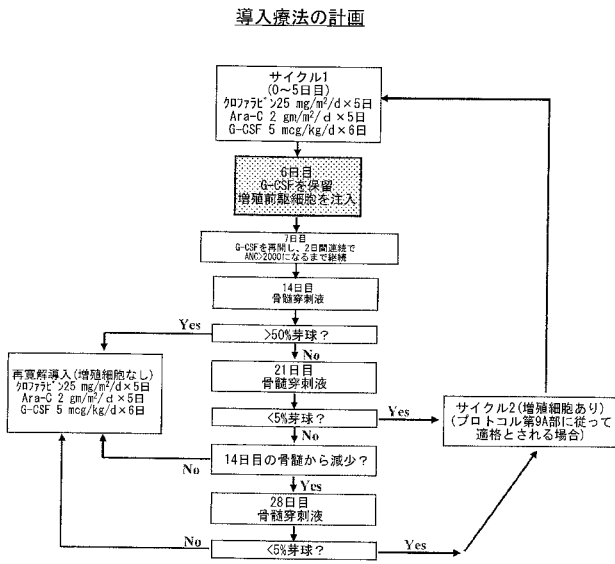 導入療法の計画
サイクル1
(0～5日目)
クロファラビン25 mg/m²/d×5日
Ara-C 2 gm/m²/d×5日
G-CSF 5 mcg/kg/d×6日
6日目
G-CSFを保留
増殖前駆細胞を注入
7日目
G-CSFを再開し、2日間連続で
ANC>2000になるまで継続
14日目
骨髄穿刺液
Yes
>50%芽球？
No
再寛解導入(増殖細胞なし)
クロファラビン25 mg/m²/d×5日
Ara-C 2 gm/m²/d×5日
G-CSF 5 mcg/kg/d×6日
21日目
骨髄穿刺液
<5%芽球？
Yes
サイクル2(増殖細胞あり)
(プロトコル第9A部に従って
適格とされる場合)
No
14日目の骨髄から減少？
No
Yes
28日目
骨髄穿刺液
No
<5%芽球？
Yes